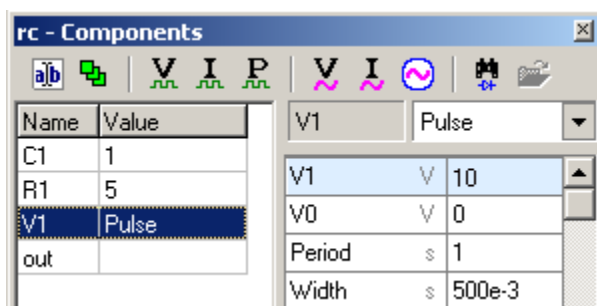 rc - Components
a b V I P V I
Name Value V1 Pulse
C1 1
R1 5
V1 Pulse
out
V1 V 10
V0 V 0
Period s 1
Width s 500e-3